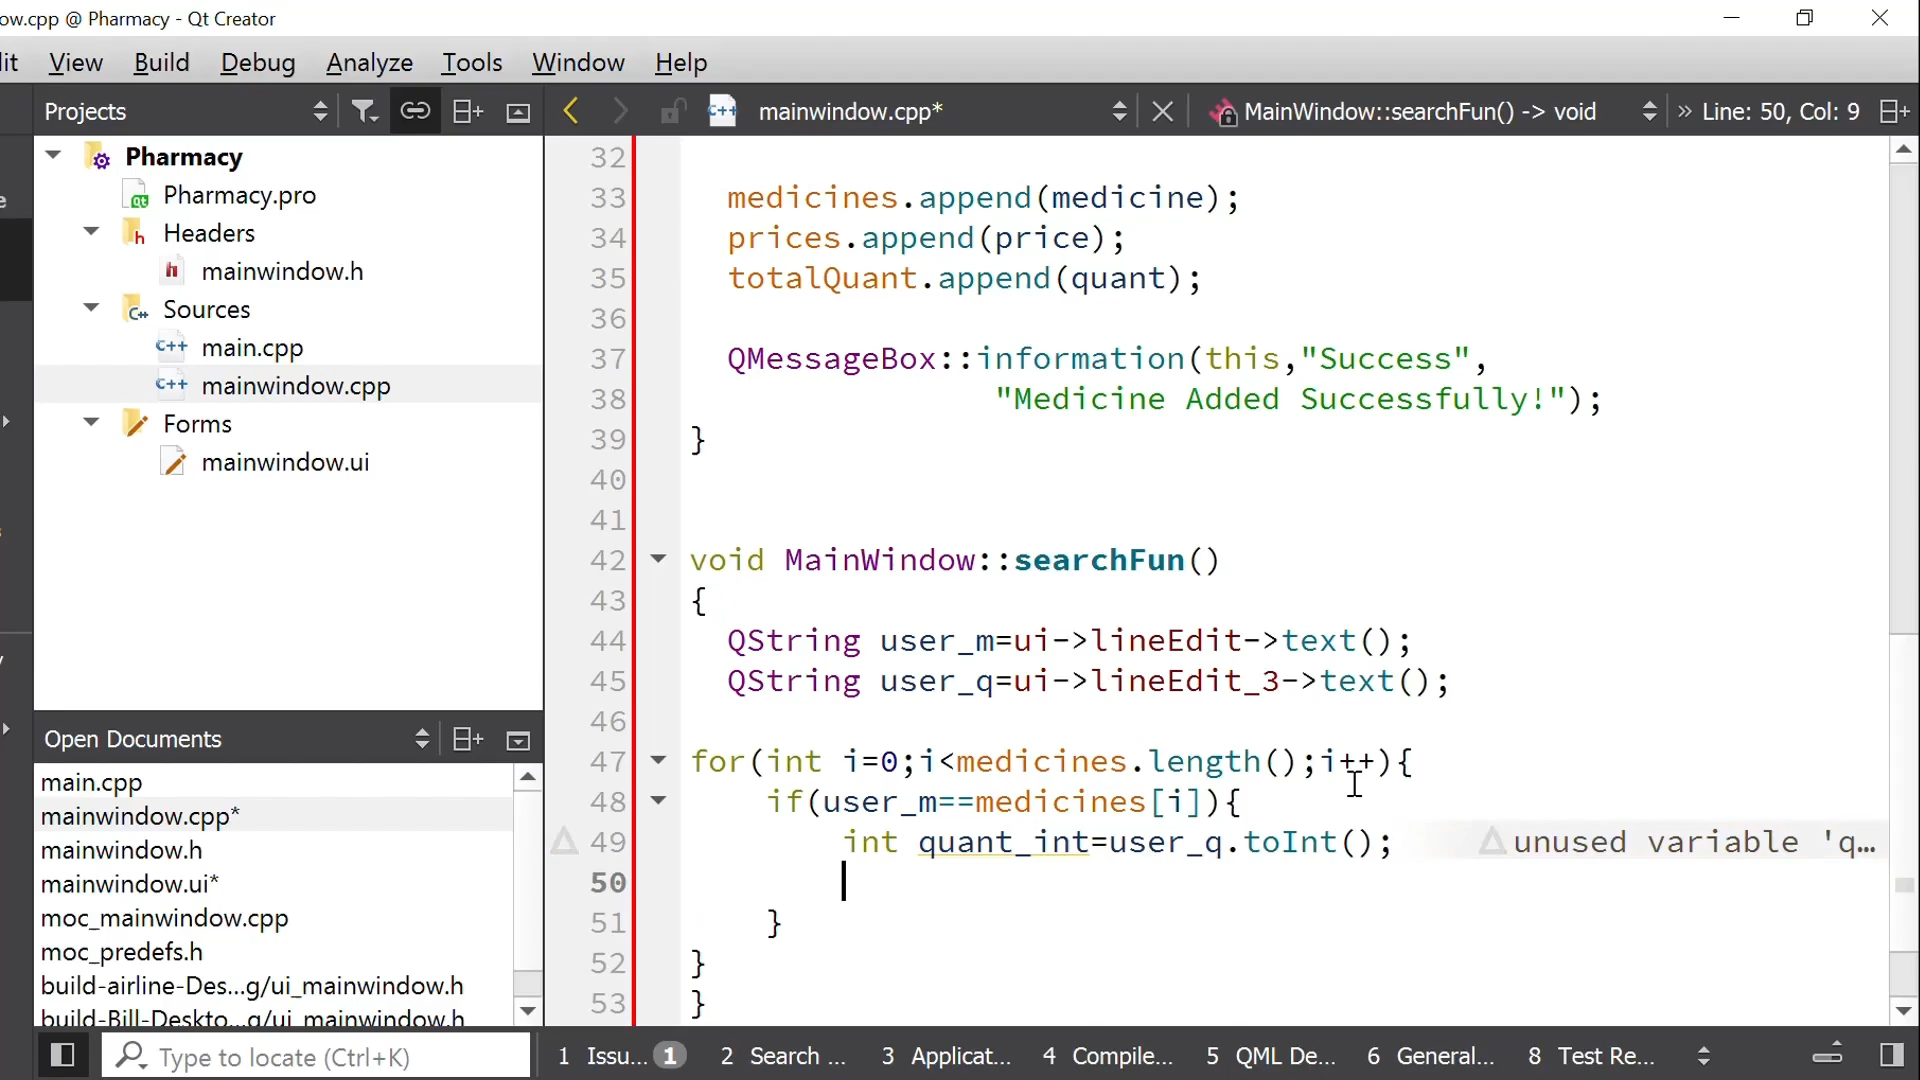 ow.cpp @ Pharmacy - Qt Creator
it View Build Debug Analyze Tools Window Help
Projects mainwindow.cpp* MainWindow::searchFun() -> void » Line: 50, Col: 9
Pharmacy
Pharmacy.pro
Headers
mainwindow.h
Sources
main.cpp
mainwindow.cpp
Forms
mainwindow.ui
Open Documents
main.cpp
mainwindow.cpp*
mainwindow.h
mainwindow.ui*
moc_mainwindow.cpp
moc_predefs.h
build-airline-Des...g/ui_mainwindow.h
build-Bill-Deskto...g/ui_mainwindow.h
32
33 medicines.append(medicine);
34 prices.append(price);
35 totalQuant.append(quant);
36
37 QMessageBox::information(this,"Success",
38 "Medicine Added Successfully!");
39 }
40
41
42 void MainWindow::searchFun()
43 {
44 QString user_m=ui->lineEdit->text();
45 QString user_q=ui->lineEdit_3->text();
46
47 for(int i=0;i<medicines.length();i++){
48 if(user_m==medicines[i]){
49 int quant_int=user_q.toInt(); unused variable 'q…
50
51 }
52 }
53 }
Type to locate (Ctrl+K) 1 Issu... 1 2 Search ... 3 Applicat... 4 Compile... 5 QML De... 6 General... 8 Test Re...